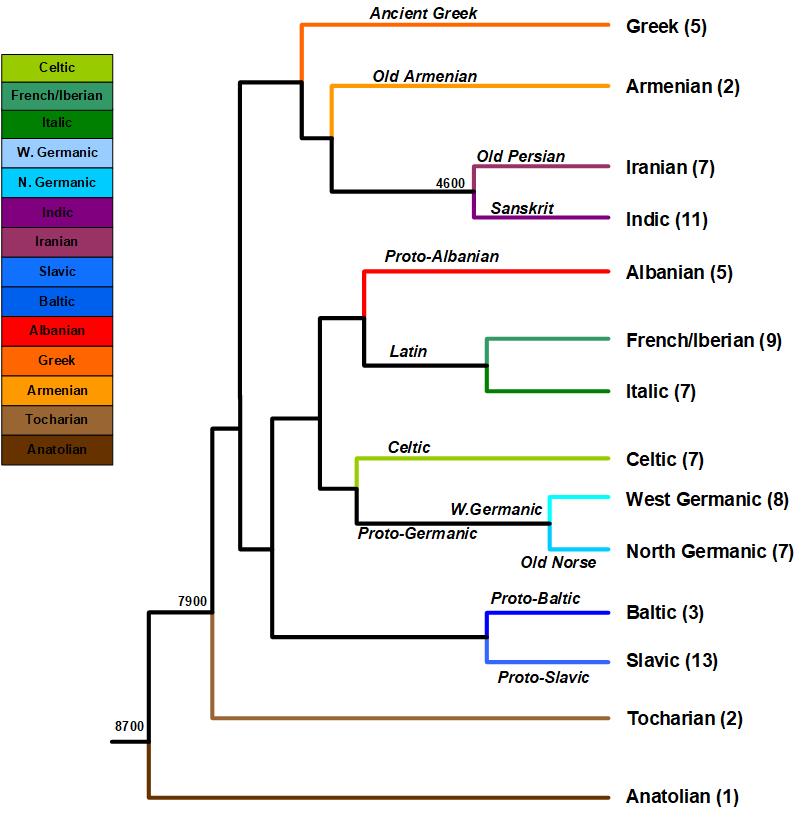 Celtic
French/Iberian
Italic
W. Germanic
N. Germanic
Indic
Iranian
Slavic
Baltic
Albanian
Greek
Armenian
Tocharian
Anatolian
Ancient Greek
Greek (5)
Old Armenian
Armenian (2)
Old Persian
Iranian (7)
4600
Sanskrit
Indic (11)
Proto-Albanian
Albanian (5)
French/Iberian (9)
Latin
Italic (7)
Celtic
Celtic (7)
West Germanic (8)
W.Germanic
Proto-Germanic
North Germanic (7)
Old Norse
Proto-Baltic
7900
Baltic (3)
Slavic (13)
Proto-Slavic
Tocharian (2)
8700
Anatolian (1)